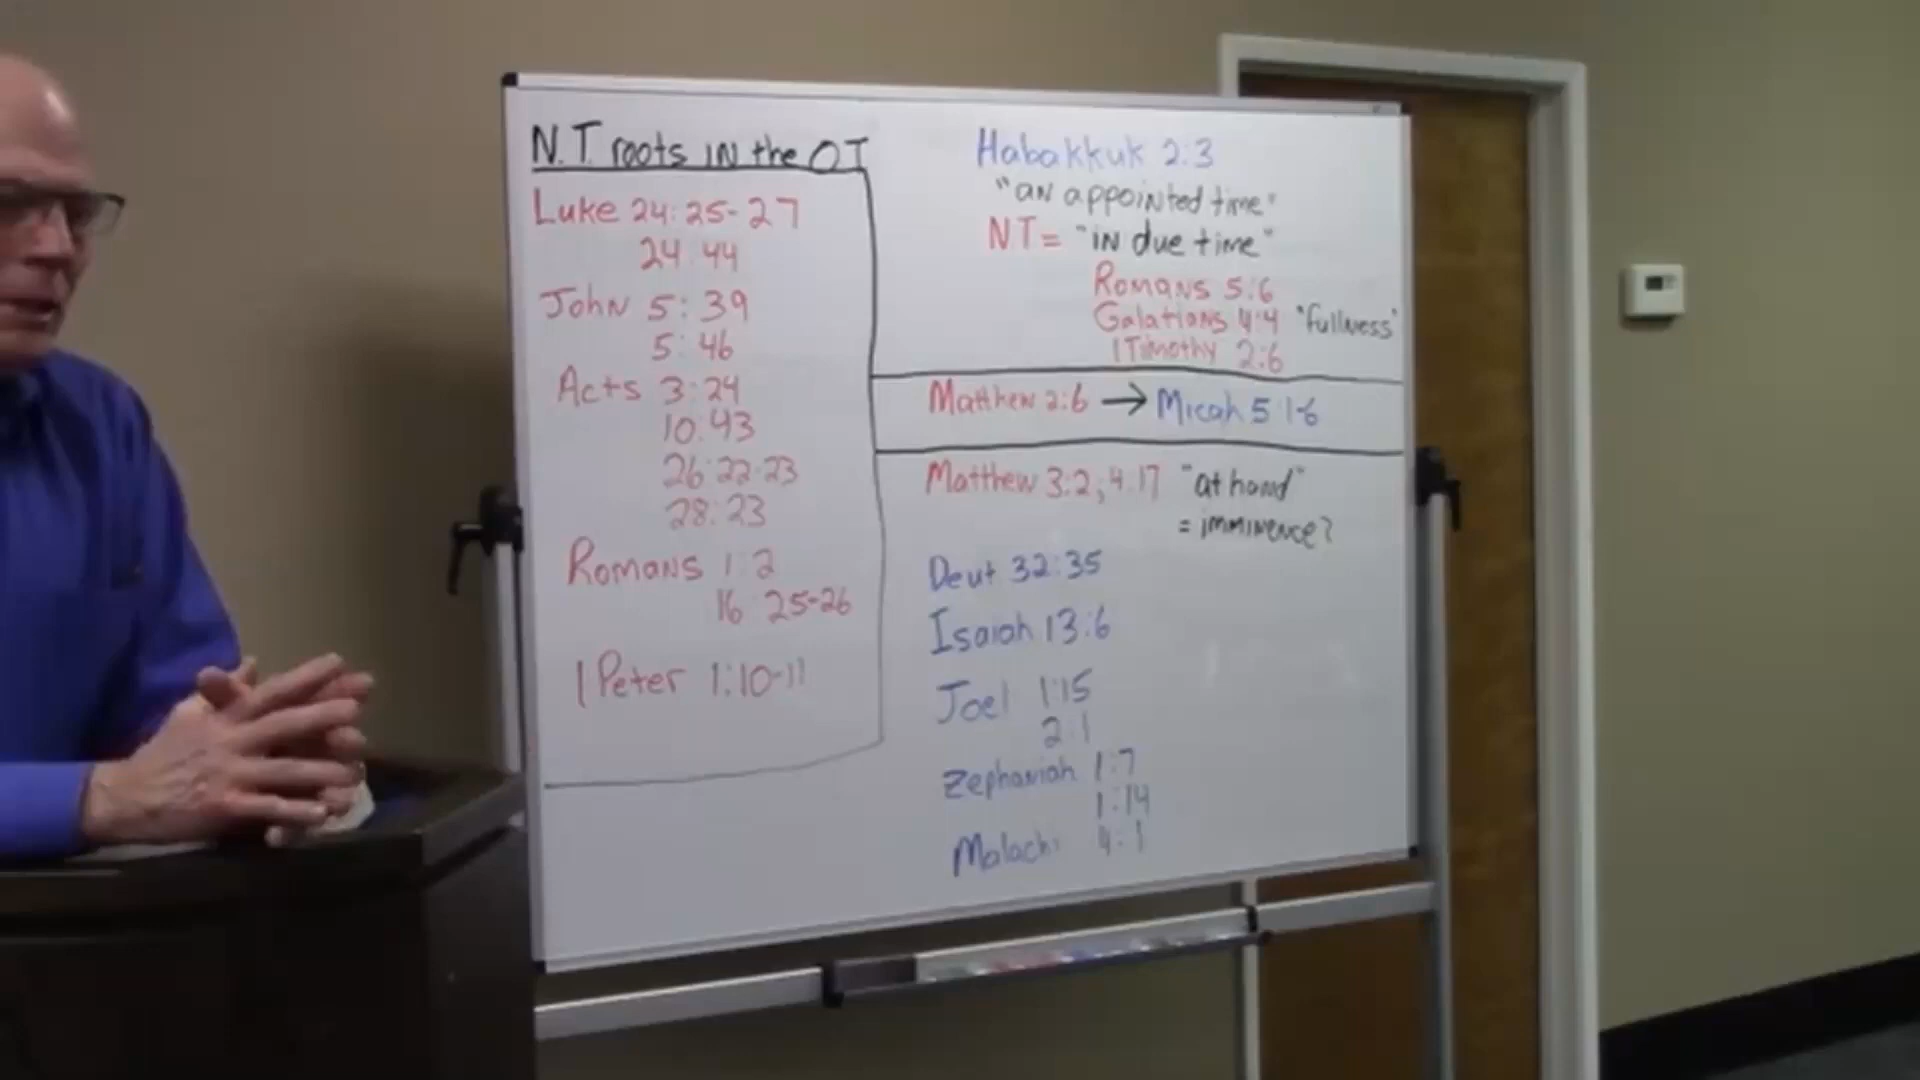 N.T. roots in the OT
Luke 24:25-27
24:44
John 5:39
5:46
Acts 3:24
10:43
26:22-23
28:23
Romans 1:2
16:25-26
1 Peter 1:10-11
Habakkuk 2:3
"an appointed time"
NT = "in due time"
Romans 5:6
Galatians 4:4 "fullness"
1 Timothy 2:6
Matthew 2:6 → Micah 5:1-6
Matthew 3:2; 4:17 "at hand"
= imminence?
Deut 32:35
Isaiah 13:6
Joel 1:15
2:1
Zephaniah 1:7
1:14
Malachi 4:1